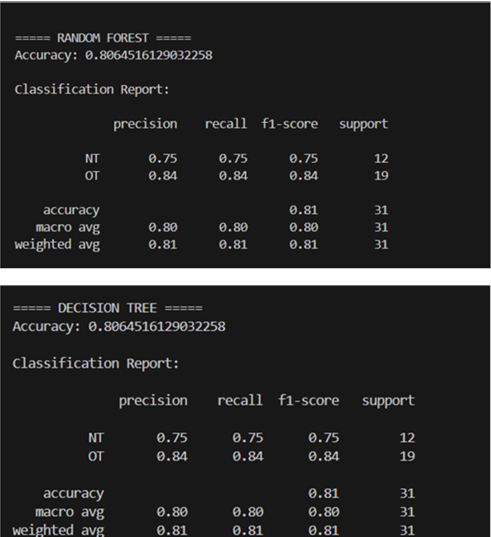 ===== RANDOM FOREST =====
Accuracy: 0.8064516129032258
Classification Report:
precision recall f1-score support
NT 0.75 0.75 0.75 12
OT 0.84 0.84 0.84 19
accuracy 0.81 31
macro avg 0.80 0.80 0.80 31
weighted avg 0.81 0.81 0.81 31
===== DECISION TREE =====
Accuracy: 0.8064516129032258
Classification Report:
precision recall f1-score support
NT 0.75 0.75 0.75 12
OT 0.84 0.84 0.84 19
accuracy 0.81 31
macro avg 0.80 0.80 0.80 31
weighted avg 0.81 0.81 0.81 31